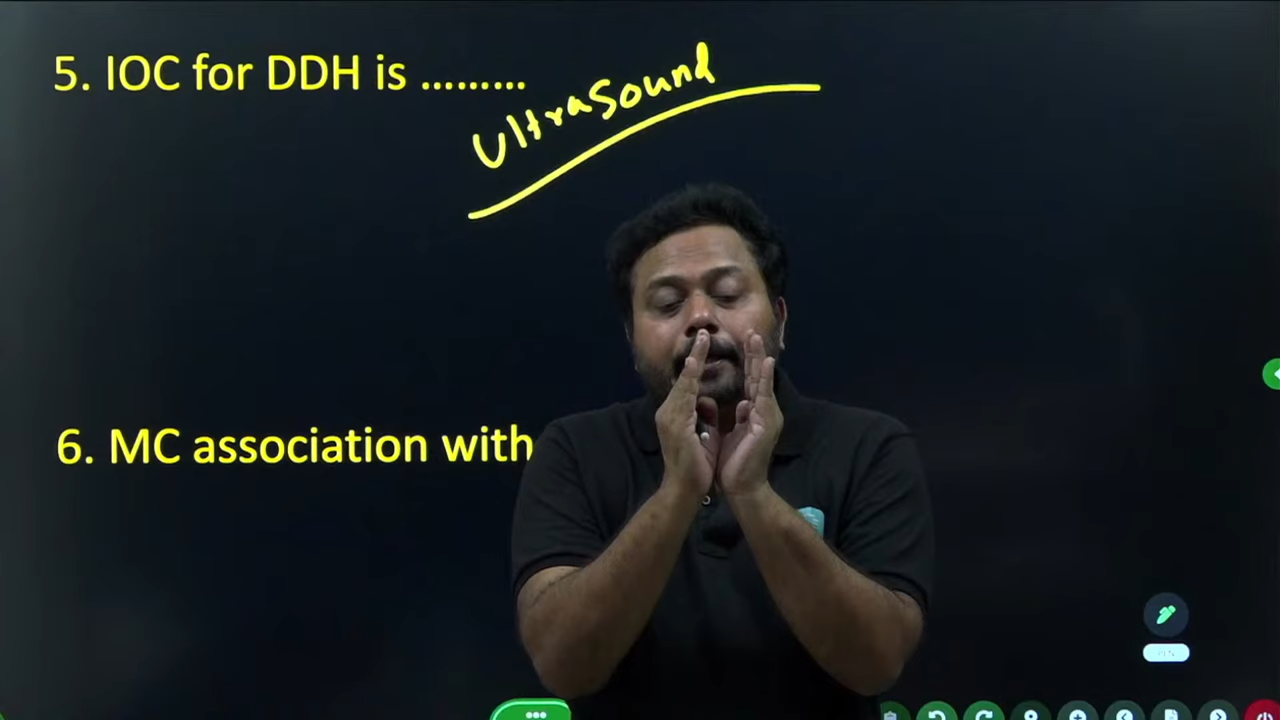 5. IOC for DDH is .........
Ultrasound
6. MC association with